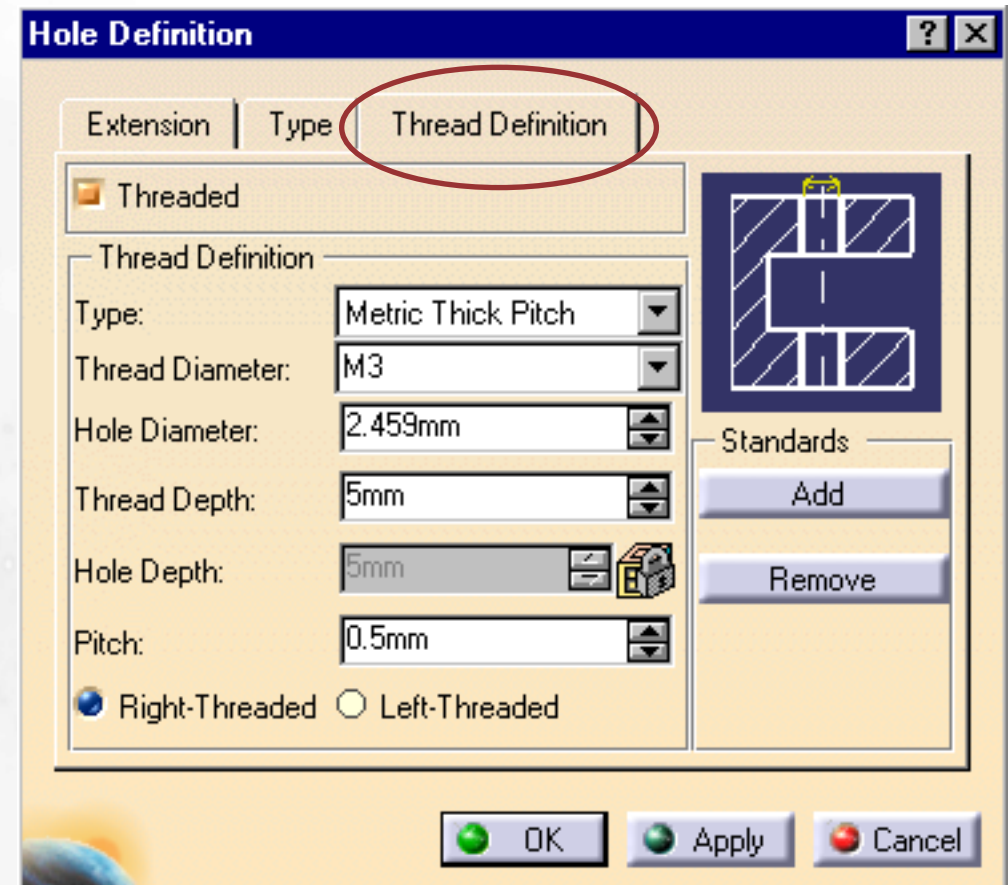 Hole Definition
Extension Type Thread Definition
Threaded
Thread Definition
Type: Metric Thick Pitch
Thread Diameter: M3
Hole Diameter: 2.459mm
Thread Depth: 5mm
Hole Depth: 5mm
Pitch: 0.5mm
Right-Threaded Left-Threaded
Standards
Add
Remove
OK Apply Cancel